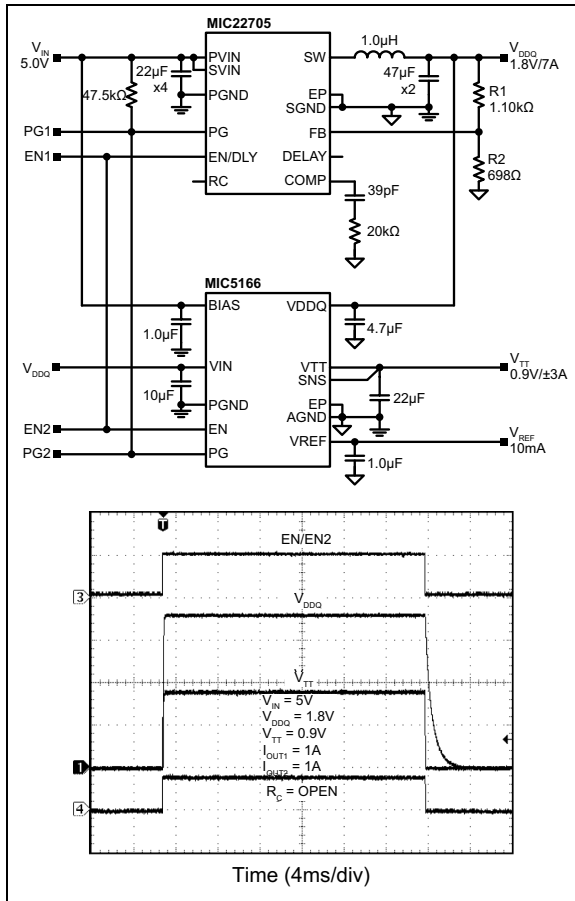 MIC22705
VIN
5.0V
PVIN
SVIN
22µF
x4
47.5kΩ
PGND
PG1
PG
EN1
EN/DLY
RC
SW
1.0µH
VDDQ
1.8V/7A
47µF
x2
EP
SGND
R1
1.10kΩ
FB
DELAY
COMP
R2
698Ω
39pF
20kΩ
MIC5166
BIAS
VDDQ
1.0µF
4.7µF
VDDQ
VIN
10µF
PGND
VTT
SNS
VTT
0.9V/±3A
22µF
EP
AGND
EN2
EN
PG2
PG
VREF
VREF
10mA
1.0µF
T
EN/EN2
3
VDDQ
VTT
VIN = 5V
VDDQ = 1.8V
VTT = 0.9V
IOUT1 = 1A
IOUT2 = 1A
1
RC = OPEN
4
Time (4ms/div)